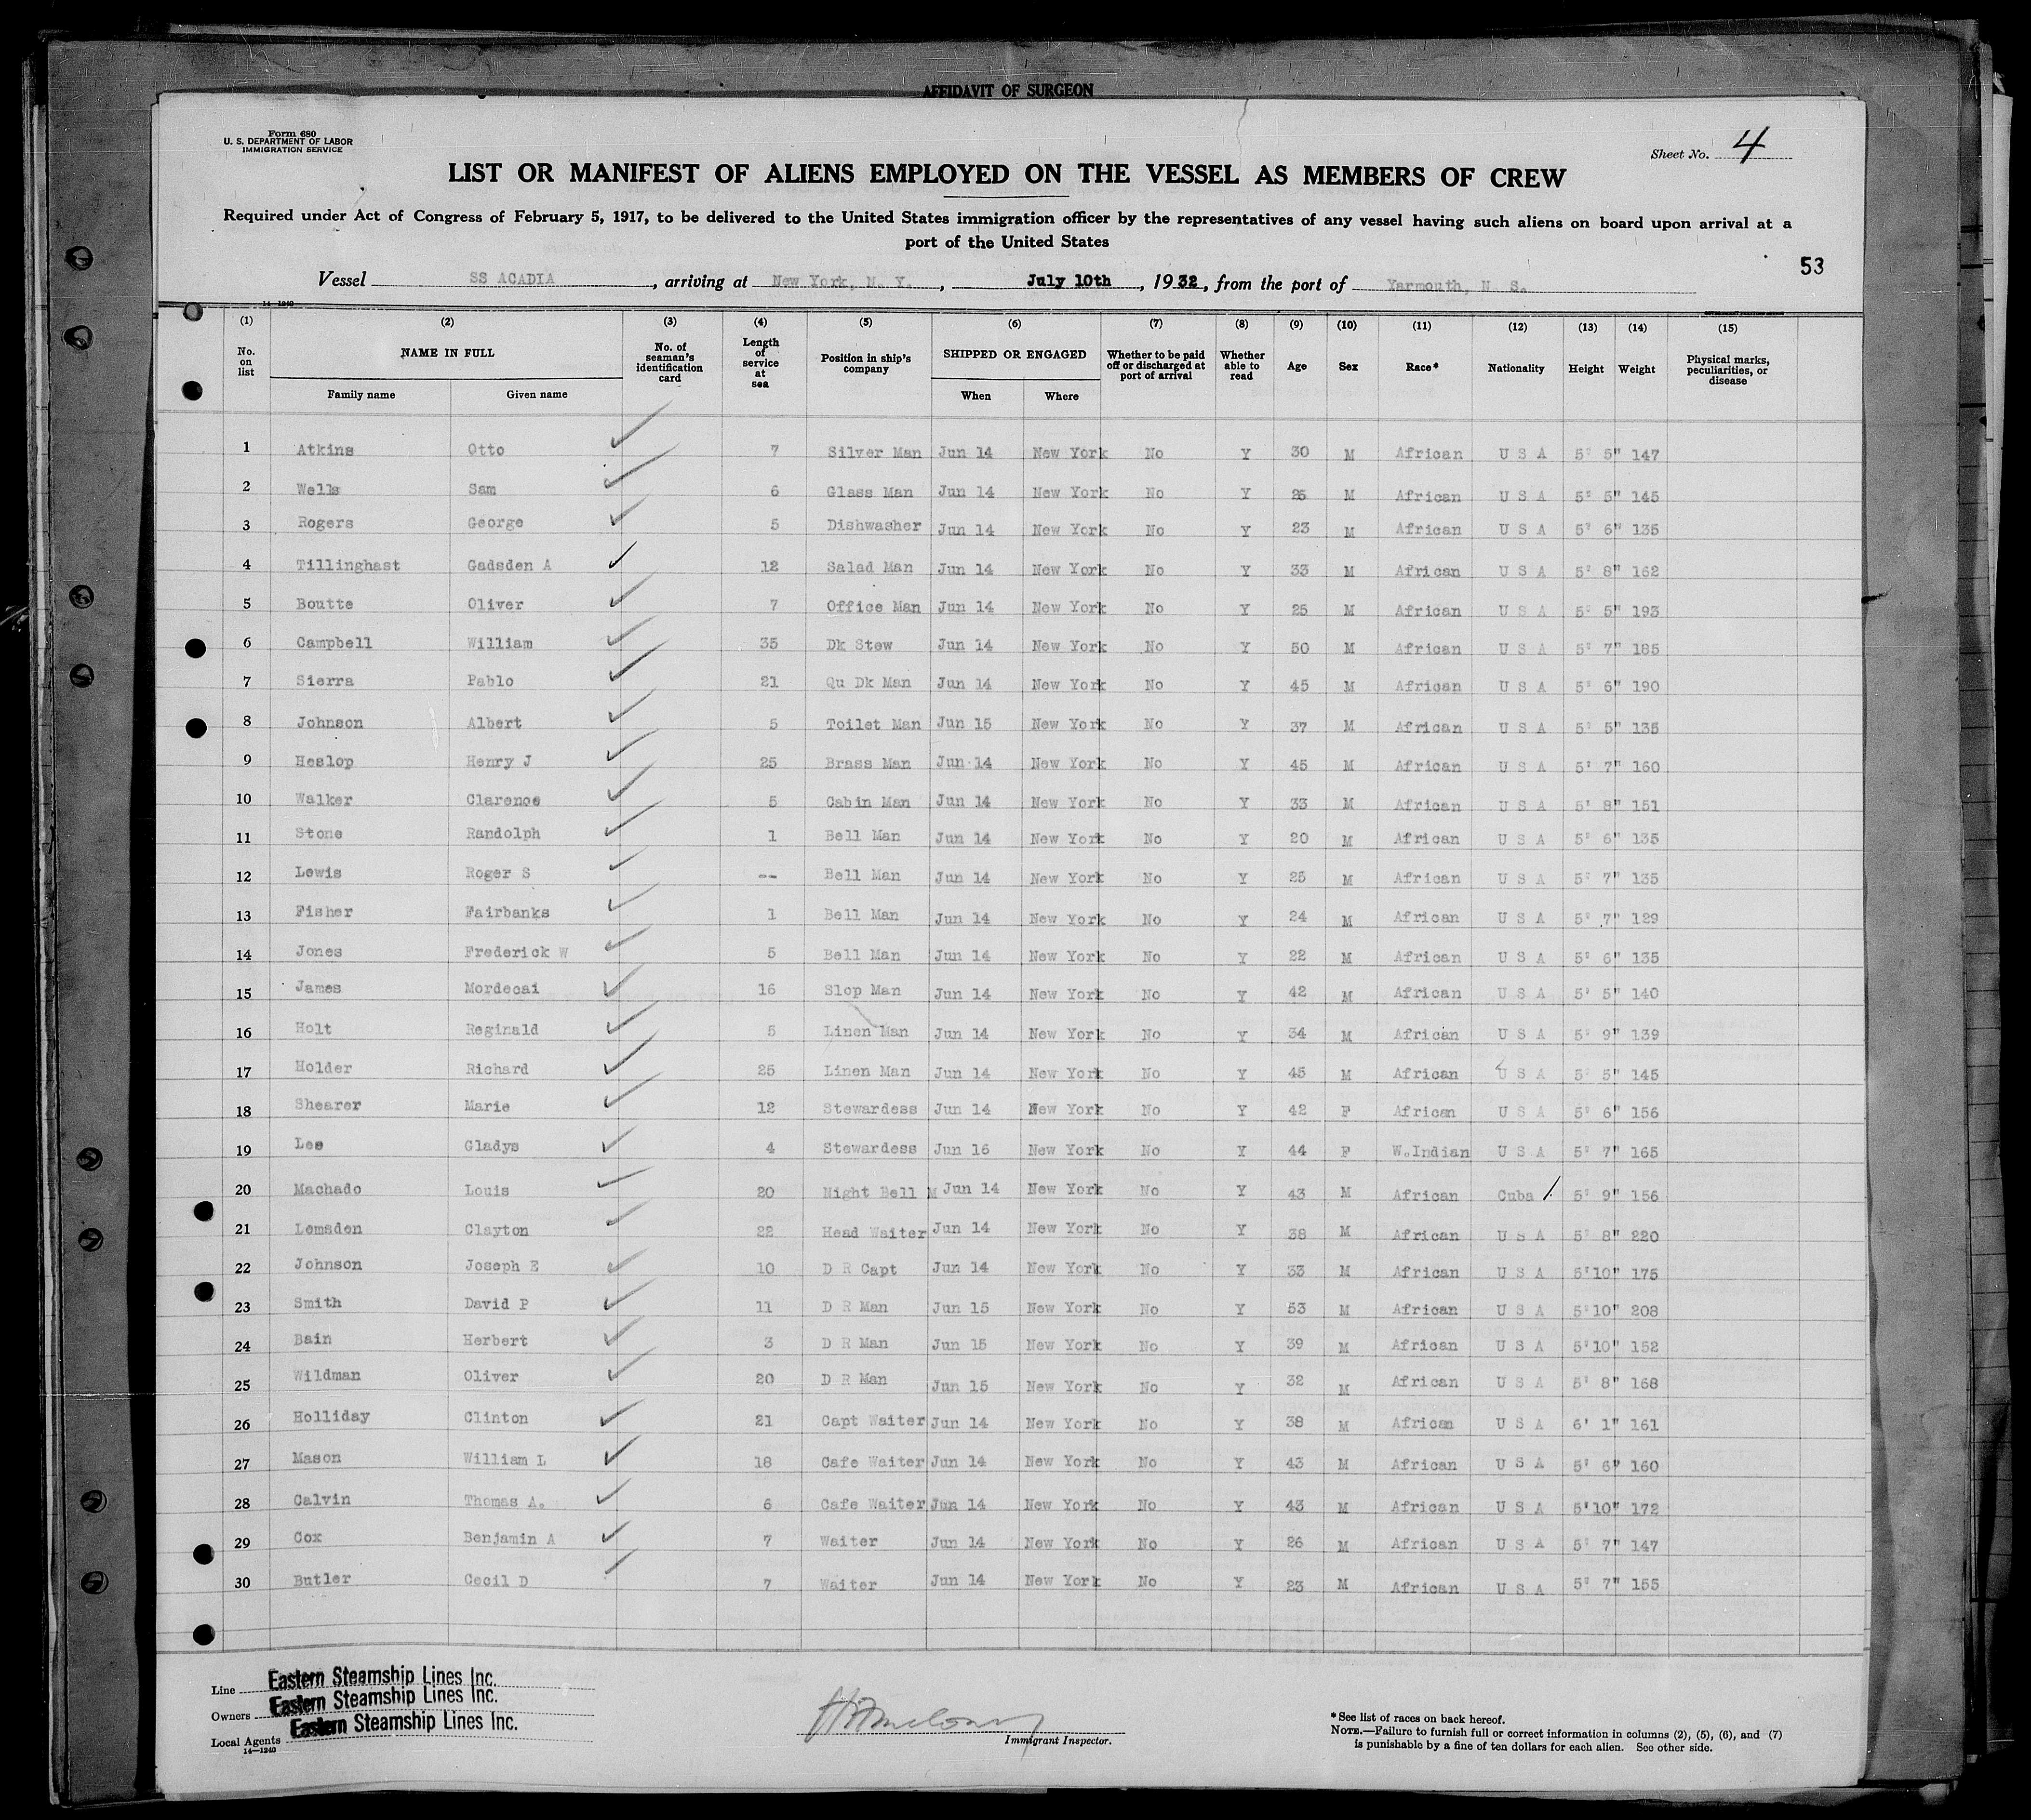 AFFIDAVIT OF SURGEON
Form 680
U. S. DEPARTMENT OF LABOR
IMMIGRATION SERVICE
Sheet No. 4
LIST OR MANIFEST OF ALIENS EMPLOYED ON THE VESSEL AS MEMBERS OF CREW
Required under Act of Congress of February 5, 1917, to be delivered to the United States immigration officer by the representatives of any vessel having such aliens on board upon arrival at a
port of the United States
53
Vessel SS ACADIA, arriving at New York, N. Y., July 10th, 1932, from the port of Yarmouth, N S.
14—1240
(1) (2) (3) (4) (5) (6) (7) (8) (9) (10) (11) (12) (13) (14) (15)
No. on list NAME IN FULL No. of seaman's identification card Length of service at sea Position in ship's company SHIPPED OR ENGAGED Whether to be paid off or discharged at port of arrival Whether able to read Age Sex Race* Nationality Height Weight Physical marks, peculiarities, or disease
Family name Given name When Where
1 Atkins Otto 7 Silver Man Jun 14 New York No Y 30 M African U S A 5' 5" 147
2 Wells Sam 6 Glass Man Jun 14 New York No Y 25 M African U S A 5' 5" 145
3 Rogers George 5 Dishwasher Jun 14 New York No Y 23 M African U S A 5' 6" 135
4 Tillinghast Gadsden A 12 Salad Man Jun 14 New York No Y 33 M African U S A 5' 8" 162
5 Boutte Oliver 7 Office Man Jun 14 New York No Y 25 M African U S A 5' 5" 193
6 Campbell William 35 Dk Stew Jun 14 New York No Y 50 M African U S A 5' 7" 185
7 Sierra Pablo 21 Qu Dk Man Jun 14 New York No Y 45 M African U S A 5' 6" 190
8 Johnson Albert 5 Toilet Man Jun 15 New York No Y 37 M African U S A 5' 5" 135
9 Heslop Henry J 25 Brass Man Jun 14 New York No Y 45 M African U S A 5' 7" 160
10 Walker Clarence 5 Cabin Man Jun 14 New York No Y 33 M African U S A 5' 8" 151
11 Stone Randolph 1 Bell Man Jun 14 New York No Y 20 M African U S A 5' 6" 135
12 Lewis Roger S -- Bell Man Jun 14 New York No Y 25 M African U S A 5' 7" 135
13 Fisher Fairbanks 1 Bell Man Jun 14 New York No Y 24 M African U S A 5' 7" 129
14 Jones Frederick W 5 Bell Man Jun 14 New York No Y 22 M African U S A 5' 6" 135
15 James Mordecai 16 Slop Man Jun 14 New York No Y 42 M African U S A 5' 5" 140
16 Holt Reginald 5 Linen Man Jun 14 New York No Y 34 M African U S A 5' 9" 139
17 Holder Richard 25 Linen Man Jun 14 New York No Y 45 M African U S A 5' 5" 145
18 Shearer Marie 12 Stewardess Jun 14 New York No Y 42 F African U S A 5' 6" 156
19 Lee Gladys 4 Stewardess Jun 16 New York No Y 44 F W.Indian U S A 5' 7" 165
20 Machado Louis 20 Night Bell M Jun 14 New York No Y 43 M African Cuba 5' 9" 156
21 Lemsden Clayton 22 Head Waiter Jun 14 New York No Y 38 M African U S A 5' 8" 220
22 Johnson Joseph E 10 D R Capt Jun 14 New York No Y 33 M African U S A 5'10" 175
23 Smith David P 11 D R Man Jun 15 New York No Y 53 M African U S A 5'10" 208
24 Bain Herbert 3 D R Man Jun 15 New York No Y 39 M African U S A 5'10" 152
25 Wildman Oliver 20 D R Man Jun 15 New York No Y 32 M African U S A 5' 8" 168
26 Holliday Clinton 21 Capt Waiter Jun 14 New York No Y 38 M African U S A 6' 1" 161
27 Mason William L 18 Cafe Waiter Jun 14 New York No Y 43 M African U S A 5' 6" 160
28 Calvin Thomas A. 6 Cafe Waiter Jun 14 New York No Y 43 M African U S A 5'10" 172
29 Cox Benjamin A 7 Waiter Jun 14 New York No Y 26 M African U S A 5' 7" 147
30 Butler Cecil D 7 Waiter Jun 14 New York No Y 23 M African U S A 5' 7" 155
Line Eastern Steamship Lines Inc.
Owners Eastern Steamship Lines Inc.
Local Agents Eastern Steamship Lines Inc.
14—1240
Immigrant Inspector.
*See list of races on back hereof.
NOTE.—Failure to furnish full or correct information in columns (2), (5), (6), and (7)
is punishable by a fine of ten dollars for each alien. See other side.